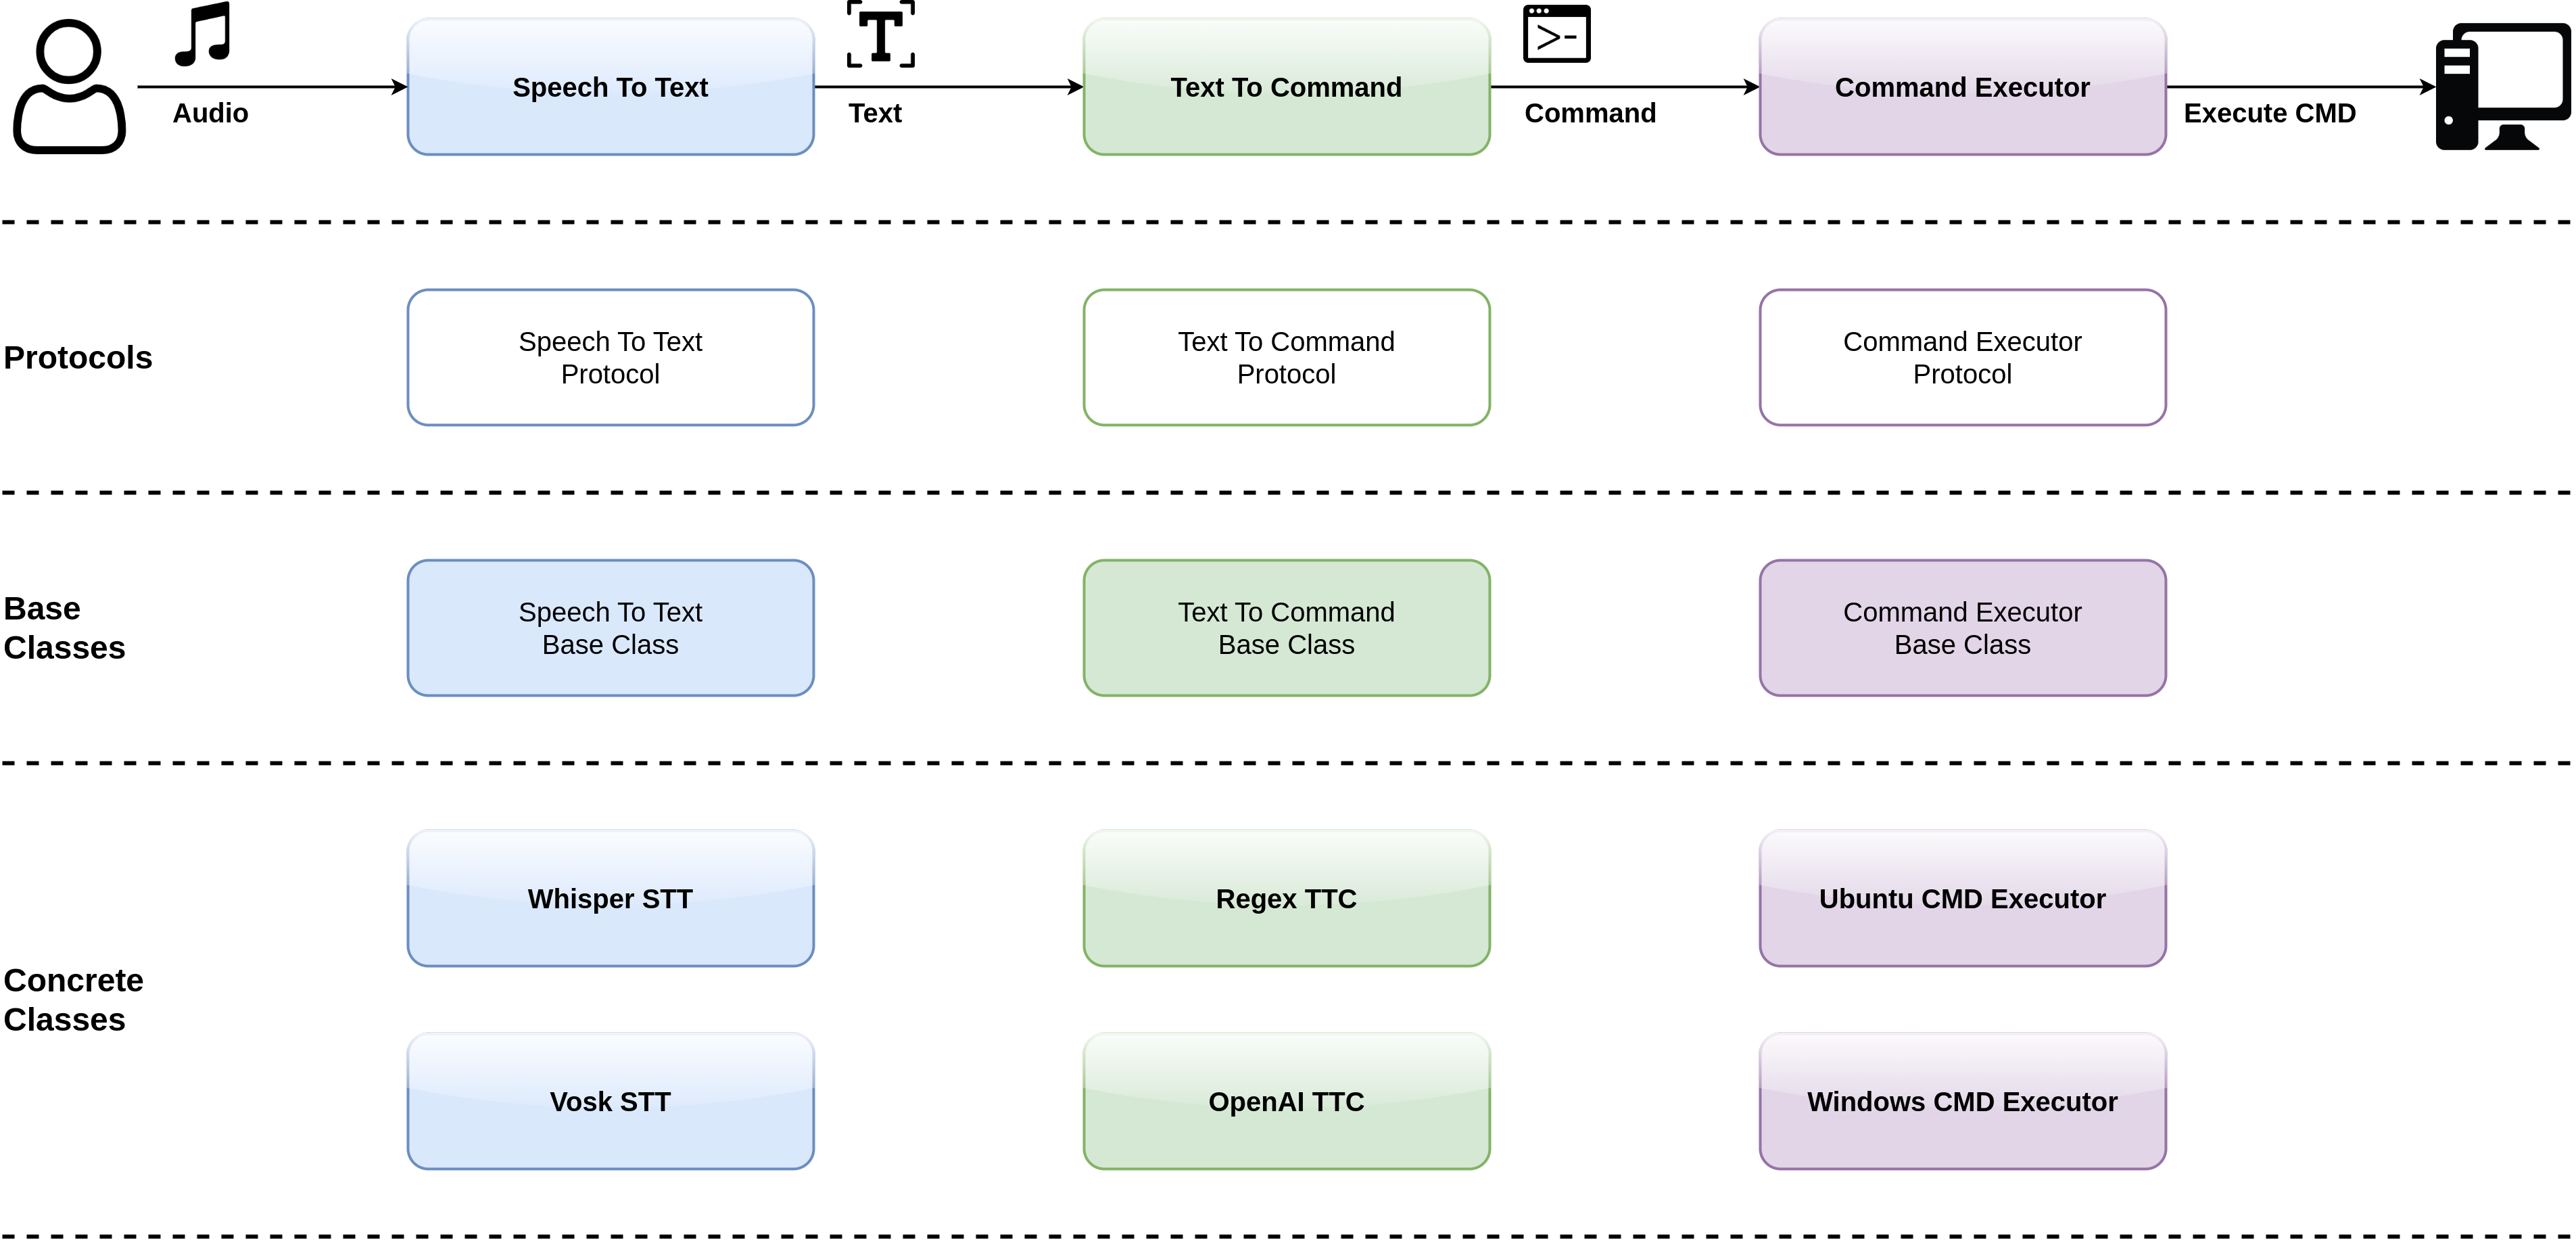 Speech To Text
Text To Command
Command Executor
Audio
Text
Command
Execute CMD
Protocols
Speech To Text
Protocol
Text To Command
Protocol
Command Executor
Protocol
Base
Classes
Speech To Text
Base Class
Text To Command
Base Class
Command Executor
Base Class
Concrete
Classes
Whisper STT
Regex TTC
Ubuntu CMD Executor
Vosk STT
OpenAI TTC
Windows CMD Executor